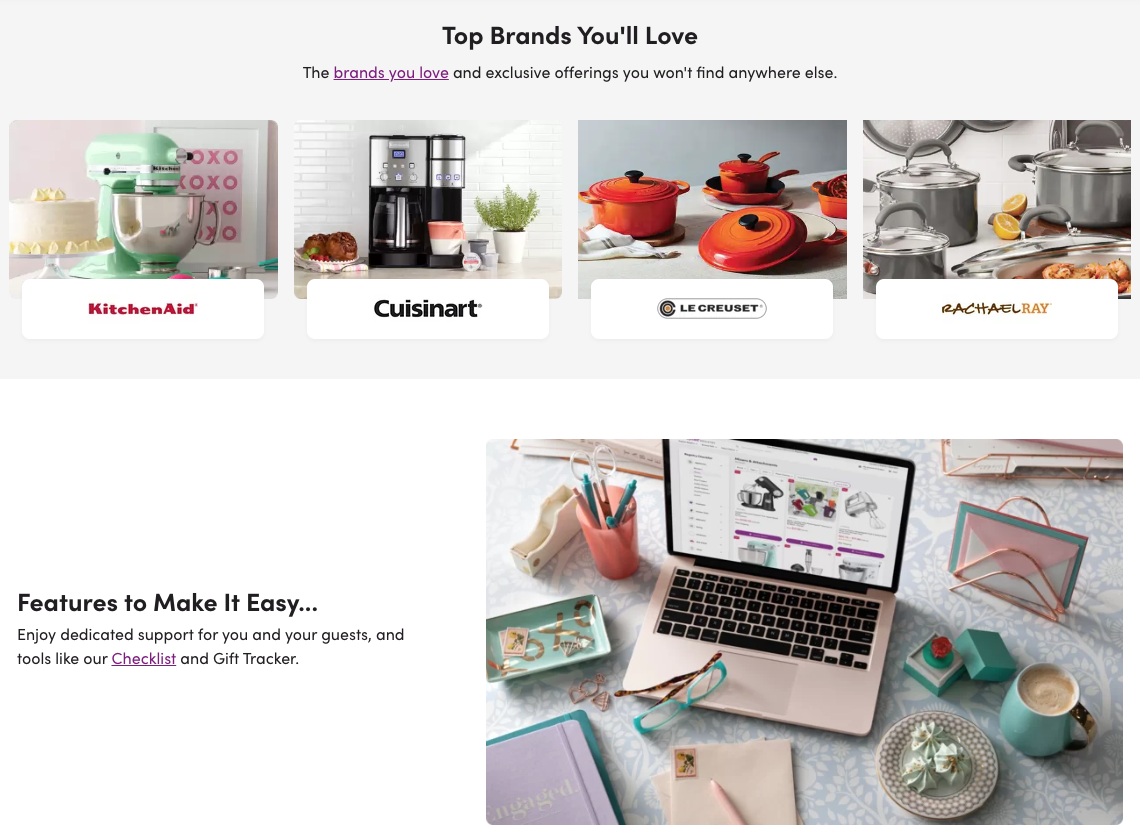 Top Brands You'll Love
The brands you love and exclusive offerings you won't find anywhere else.
XOXO
XOXO
KitchenAid®
Cuisinart®
LE CREUSET®
RACHAEL RAY
Features to Make It Easy...
Enjoy dedicated support for you and your guests, and
tools like our Checklist and Gift Tracker.
xoxo
Engaged.